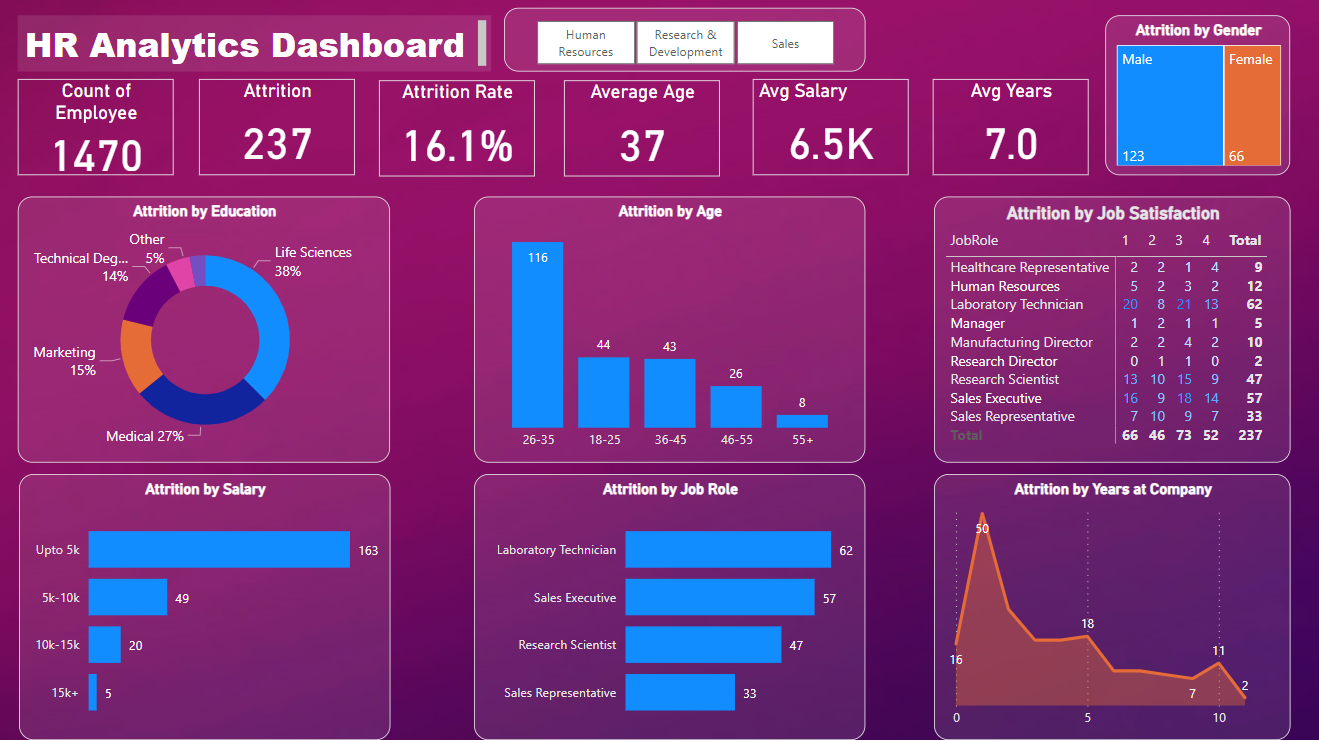 HR Analytics Dashboard
Human
Resources
Research &
Development
Sales
Attrition by Gender
Male
Female
123
66
Count of
Employee
1470
Attrition
237
Attrition Rate
16.1%
Average Age
37
Avg Salary
6.5K
Avg Years
7.0
Attrition by Education
Other
5%
Life Sciences
38%
Technical Deg...
14%
Marketing
15%
Medical 27%
Attrition by Age
116
44
43
26
8
26-35 18-25 36-45 46-55 55+
Attrition by Job Satisfaction
JobRole 1 2 3 4 Total
Healthcare Representative 2 2 1 4 9
Human Resources 5 2 3 2 12
Laboratory Technician 20 8 21 13 62
Manager 1 2 1 1 5
Manufacturing Director 2 2 4 2 10
Research Director 0 1 1 0 2
Research Scientist 13 10 15 9 47
Sales Executive 16 9 18 14 57
Sales Representative 7 10 9 7 33
Total 66 46 73 52 237
Attrition by Salary
Upto 5k 163
5k-10k 49
10k-15k 20
15k+ 5
Attrition by Job Role
Laboratory Technician 62
Sales Executive 57
Research Scientist 47
Sales Representative 33
Attrition by Years at Company
50
18
16
11
7
2
0 5 10